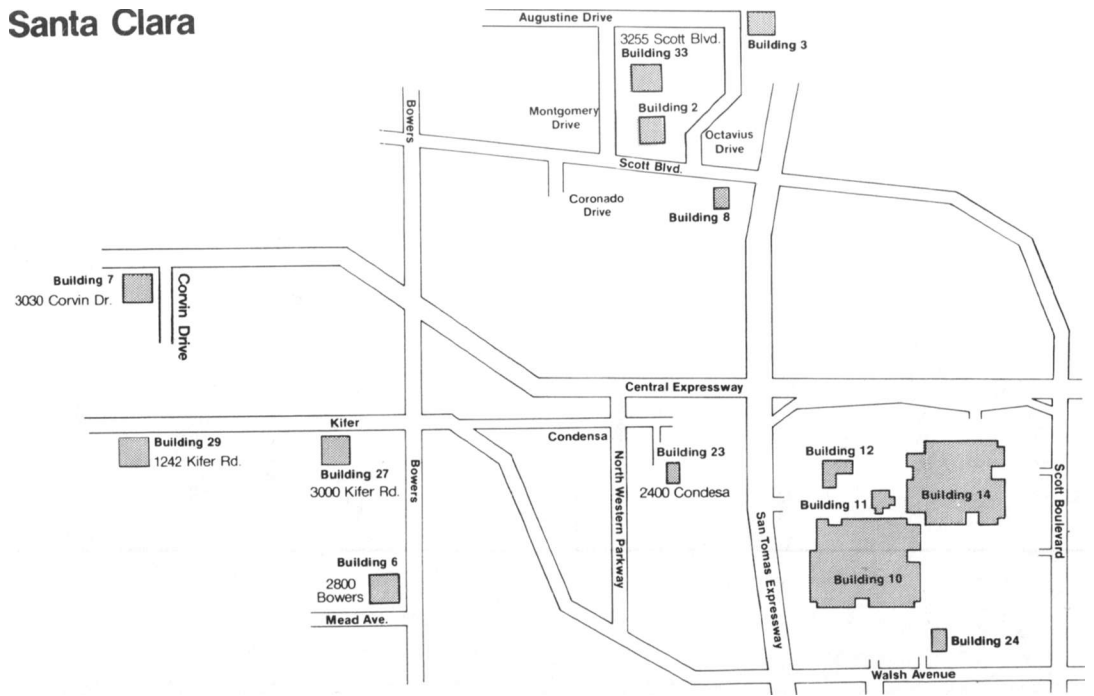 Santa Clara
Augustine Drive
3255 Scott Blvd.
Building 33
Building 3
Bowers
Montgomery
Drive
Building 2
Octavius
Drive
Scott Blvd.
Coronado
Drive
Building 8
Building 7
3030 Corvin Dr.
Corvin Drive
Central Expressway
Kifer
Building 29
1242 Kifer Rd.
Building 27
3000 Kifer Rd.
Bowers
Condensa
North Western Parkway
Building 23
2400 Condesa
Building 12
Building 11
Building 14
Building 10
Scott Boulevard
San Tomas Expressway
Building 6
2800
Bowers
Mead Ave.
Building 24
Walsh Avenue